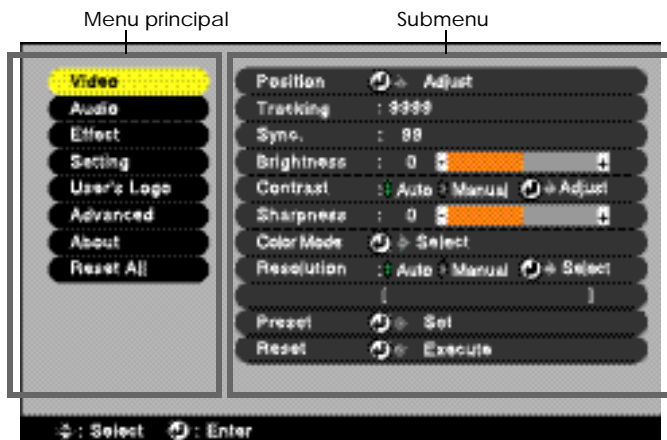 Menu principal
Submenu
Video
Audio
Effect
Setting
User's Logo
Advanced
About
Reset All
Position Adjust
Tracking : 9999
Sync. : 99
Brightness : 0 - +
Contrast : Auto Manual Adjust
Sharpness : 0 - +
Color Mode Select
Resolution : Auto Manual Select
[ ]
Preset Set
Reset Execute
: Select : Enter